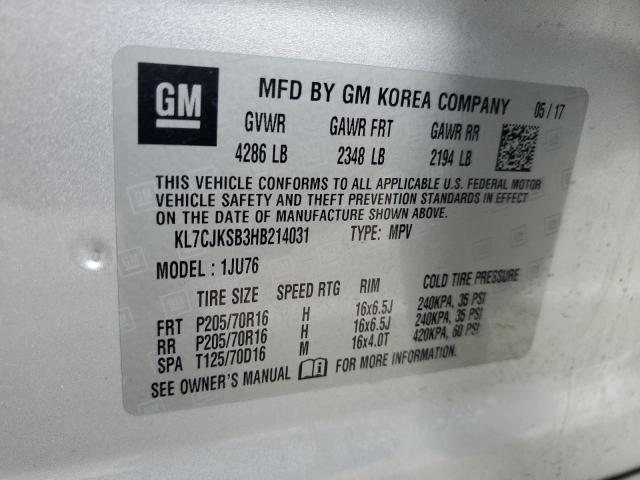 GM
MFD BY GM KOREA COMPANY 05/17
GVWR GAWR FRT GAWR RR
4286 LB 2348 LB 2194 LB
THIS VEHICLE CONFORMS TO ALL APPLICABLE U.S. FEDERAL MOTOR
VEHICLE SAFETY AND THEFT PREVENTION STANDARDS IN EFFECT
ON THE DATE OF MANUFACTURE SHOWN ABOVE.
KL7CJKSB3HB214031 TYPE: MPV
MODEL : 1JU76
TIRE SIZE SPEED RTG RIM COLD TIRE PRESSURE
FRT P205/70R16 H 16x6.5J 240KPA, 35 PSI
RR P205/70R16 H 16x6.5J 240KPA, 35 PSI
SPA T125/70D16 M 16x4.0T 420KPA, 60 PSI
SEE OWNER'S MANUAL FOR MORE INFORMATION.